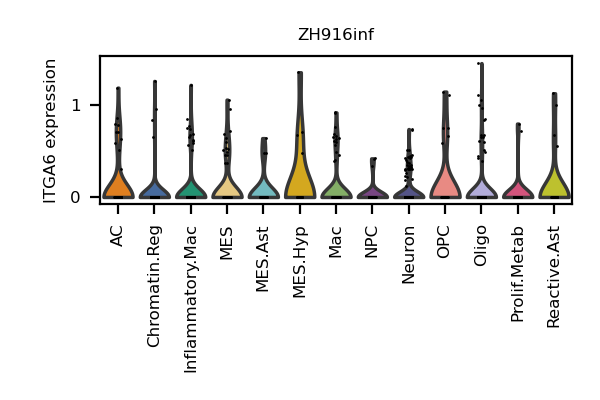 ZH916inf
ITGA6 expression
1
0
AC
Chromatin.Reg
Inflammatory.Mac
MES
MES.Ast
MES.Hyp
Mac
NPC
Neuron
OPC
Oligo
Prolif.Metab
Reactive.Ast